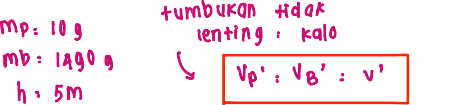 mp: 10 g
mb: 1490 g
h: 5m
tumbukan tidak
lenting: kalo
Vp': VB': V'